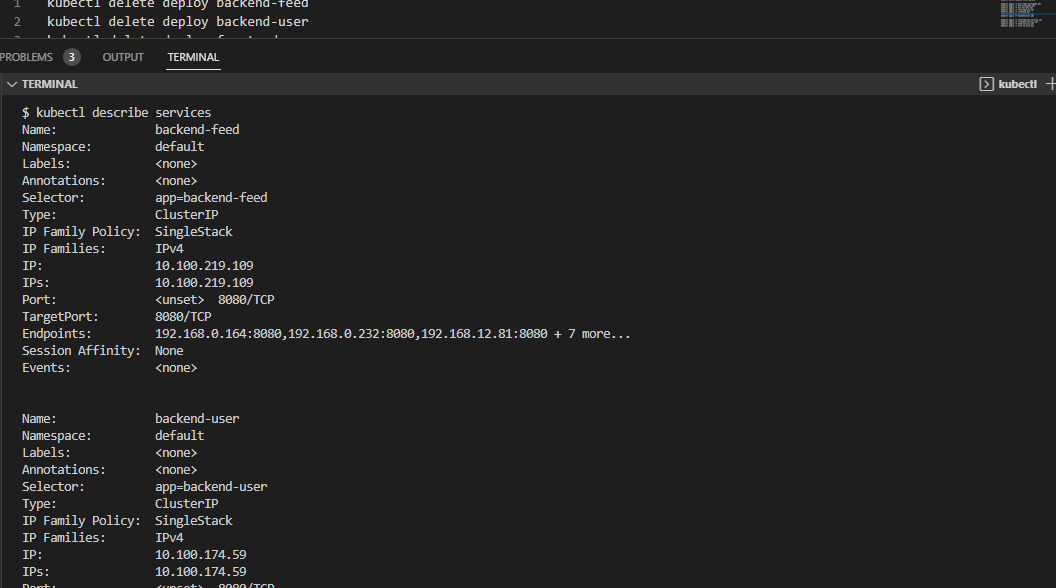 1 kubectl delete deploy backend-feed
2 kubectl delete deploy backend-user
PROBLEMS 3 OUTPUT TERMINAL
TERMINAL kubectl
$ kubectl describe services
Name: backend-feed
Namespace: default
Labels: <none>
Annotations: <none>
Selector: app=backend-feed
Type: ClusterIP
IP Family Policy: SingleStack
IP Families: IPv4
IP: 10.100.219.109
IPs: 10.100.219.109
Port: <unset> 8080/TCP
TargetPort: 8080/TCP
Endpoints: 192.168.0.164:8080,192.168.0.232:8080,192.168.12.81:8080 + 7 more...
Session Affinity: None
Events: <none>
Name: backend-user
Namespace: default
Labels: <none>
Annotations: <none>
Selector: app=backend-user
Type: ClusterIP
IP Family Policy: SingleStack
IP Families: IPv4
IP: 10.100.174.59
IPs: 10.100.174.59
Port: <unset> 8080/TCP